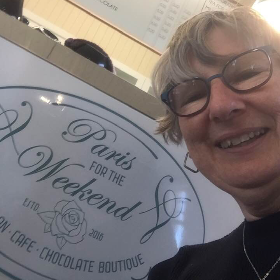 Paris
FOR THE
Weekend
ESTD 2018
CAFE · CHOCOLATE BOUTIQUE